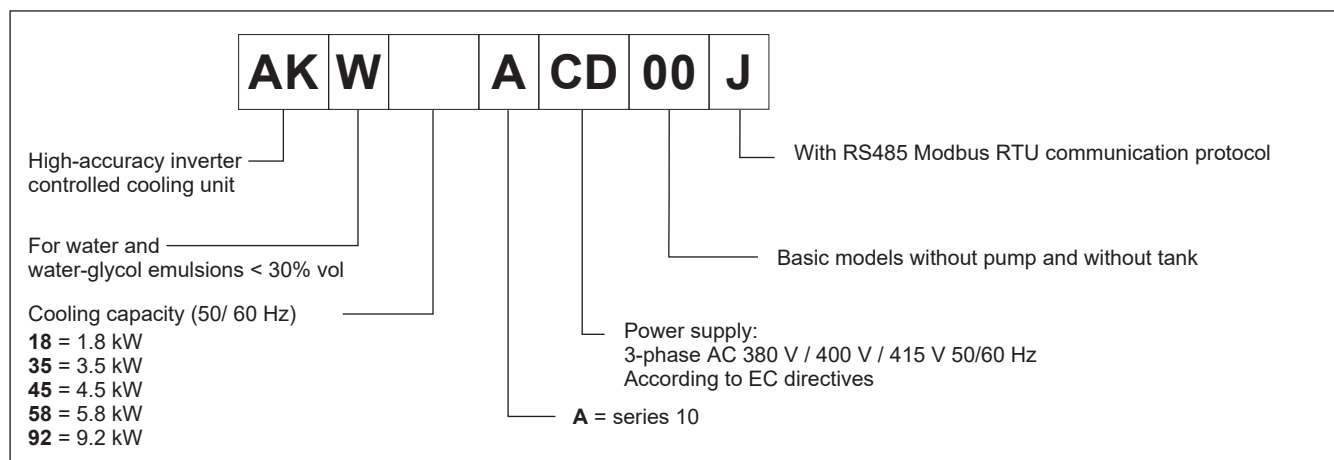 AK W A CD 00 J
High-accuracy inverter
controlled cooling unit
With RS485 Modbus RTU communication protocol
For water and
water-glycol emulsions < 30% vol
Basic models without pump and without tank
Cooling capacity (50/ 60 Hz)
18 = 1.8 kW
35 = 3.5 kW
45 = 4.5 kW
58 = 5.8 kW
92 = 9.2 kW
Power supply:
3-phase AC 380 V / 400 V / 415 V 50/60 Hz
According to EC directives
A = series 10